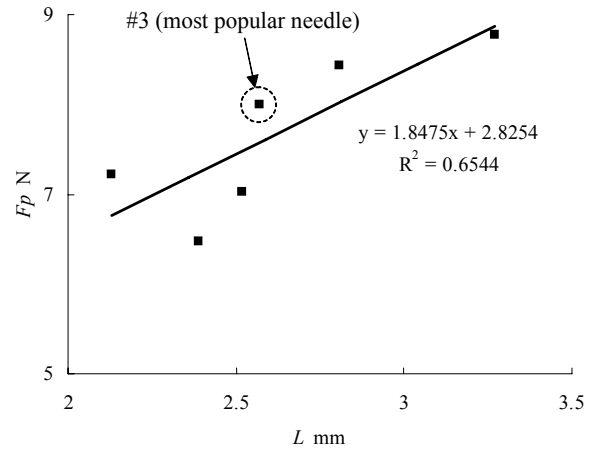 9
#3 (most popular needle)
y = 1.8475x + 2.8254
R² = 0.6544
7
Fp N
5
2 2.5 3 3.5
L mm